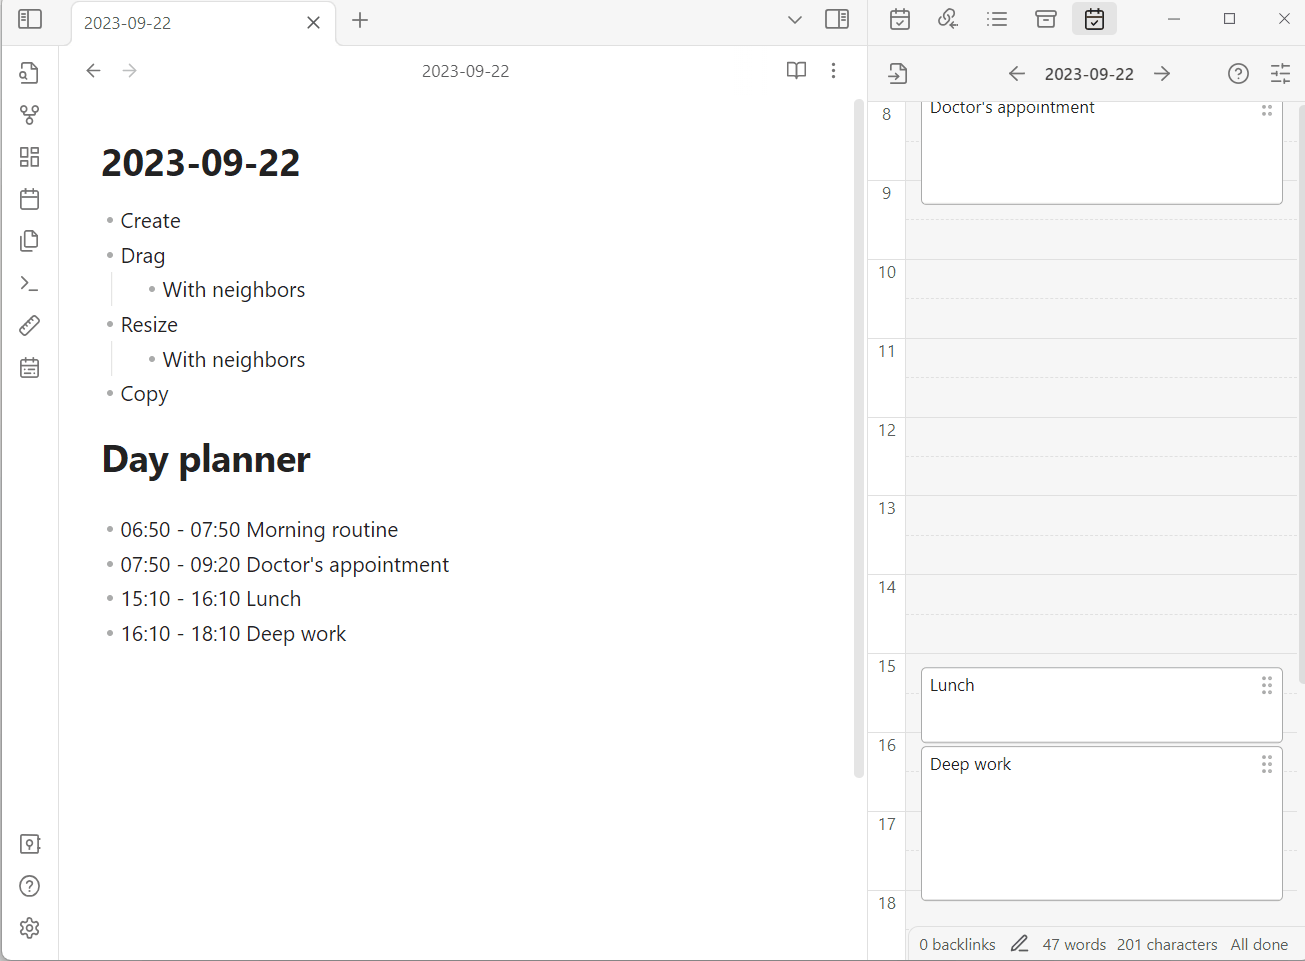 2023-09-22
2023-09-22
2023-09-22
2023-09-22
Create
Drag
With neighbors
Resize
With neighbors
Copy
Day planner
06:50 - 07:50 Morning routine
07:50 - 09:20 Doctor's appointment
15:10 - 16:10 Lunch
16:10 - 18:10 Deep work
8
Doctor's appointment
9
10
11
12
13
14
15
Lunch
16
Deep work
17
18
0 backlinks 47 words 201 characters All done